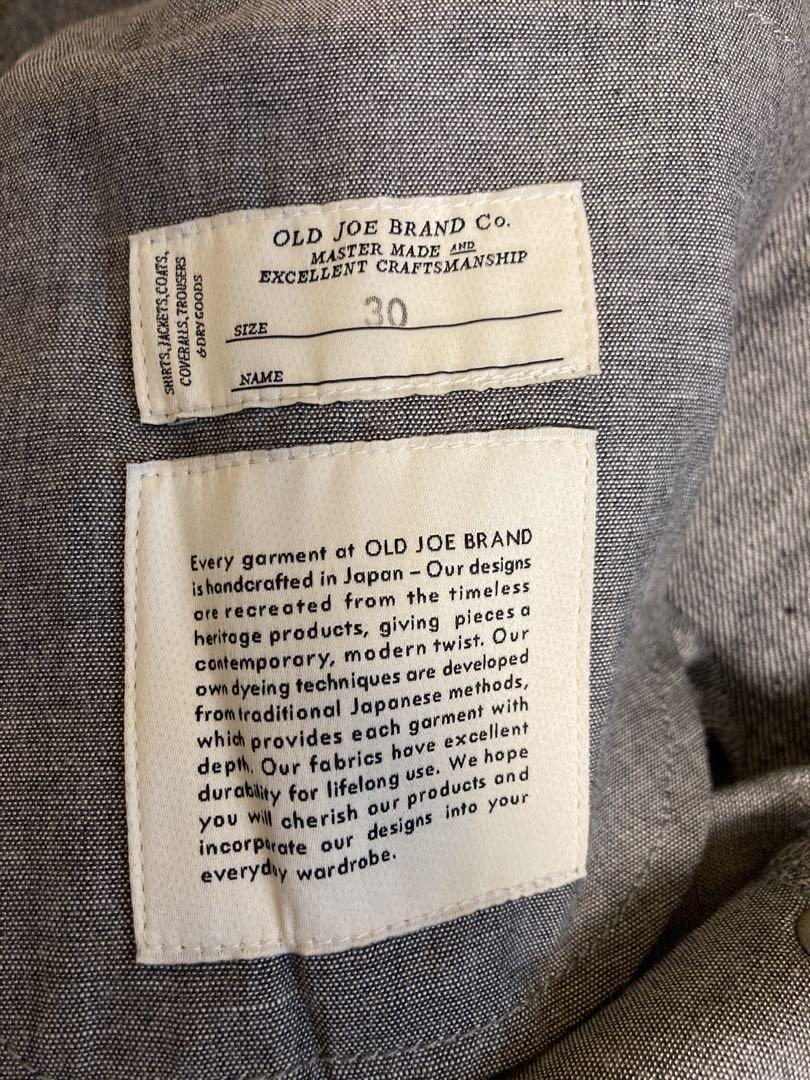 OLD JOE BRAND Co.
MASTER MADE AND
EXCELLENT CRAFTSMANSHIP
SIZE 30
NAME
SHIRTS, JACKETS, COATS,
COVERALLS, TROUSERS
& DRY GOODS
Every garment at OLD JOE BRAND
is handcrafted in Japan – Our designs
are recreated from the timeless
heritage products, giving pieces a
contemporary, modern twist. Our
own dyeing techniques are developed
from traditional Japanese methods,
which provides each garment with
depth. Our fabrics have excellent
durability for lifelong use. We hope
you will cherish our products and
incorporate our designs into your
everyday wardrobe.